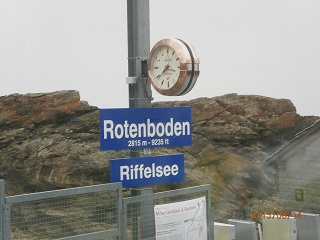 Rotenboden
2815 m - 9235 ft
Riffelsee